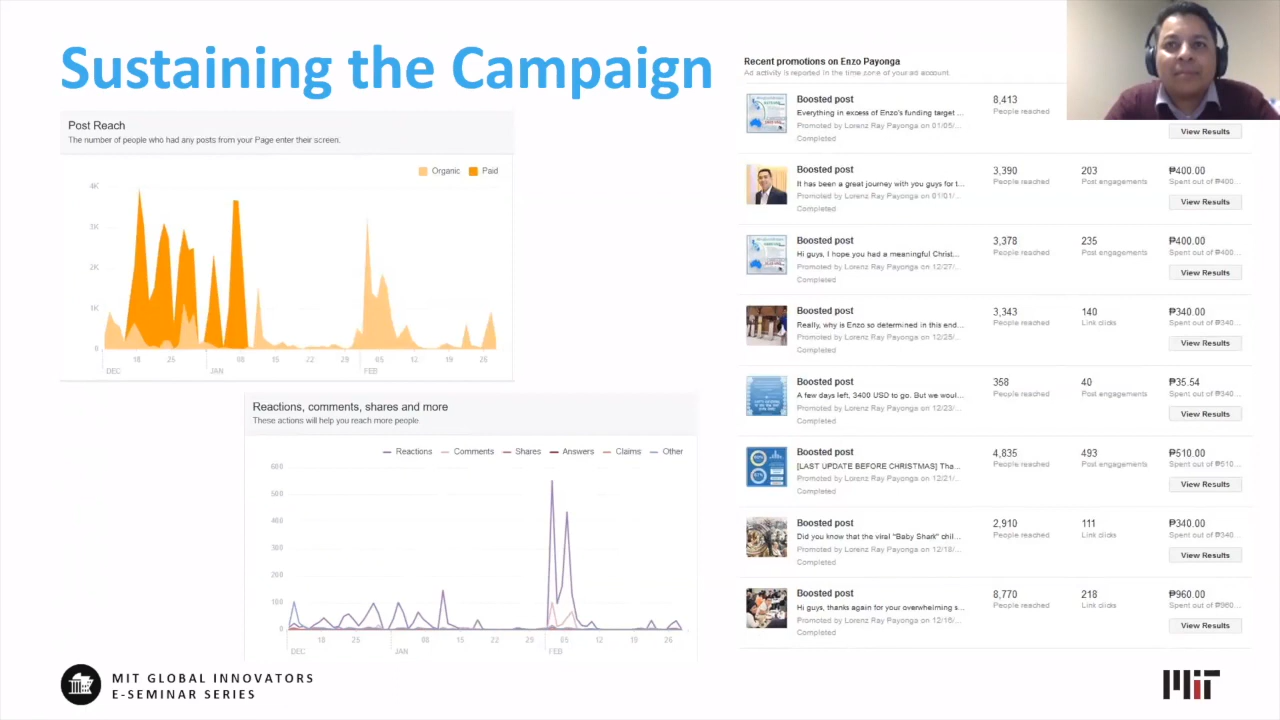 Sustaining the Campaign
Post Reach
The number of people who had any posts from your Page enter their screen.
Organic Paid
4K
3K
2K
1K
0
18 25 08 15 22 28 05 12 19 26
DEC JAN FEB
Reactions, comments, shares and more
These actions will help you reach more people
Reactions Comments Shares Answers Claims Other
600
500
400
300
200
100
0
18 25 08 15 22 28 05 12 19 26
DEC JAN FEB
Recent promotions on Enzo Payonga
Ad activity is reported in the time zone of your ad account.
Boosted post
Everything in excess of Enzo's funding target ...
Promoted by Lorenz Ray Payonga on 01/05/...
Completed
8,413
People reached
View Results
Boosted post
It has been a great journey with you guys for t...
Promoted by Lorenz Ray Payonga on 01/01/...
Completed
3,390
People reached
203
Post engagements
₱400.00
Spent out of ₱400...
View Results
Boosted post
Hi guys, I hope you had a meaningful Christ...
Promoted by Lorenz Ray Payonga on 12/27/...
Completed
3,378
People reached
235
Post engagements
₱400.00
Spent out of ₱400...
View Results
Boosted post
Really, why is Enzo so determined in this end...
Promoted by Lorenz Ray Payonga on 12/25/...
Completed
3,343
People reached
140
Link clicks
₱340.00
Spent out of ₱340...
View Results
Boosted post
A few days left, 3400 USD to go. But we woul...
Promoted by Lorenz Ray Payonga on 12/23/...
Completed
358
People reached
40
Post engagements
₱35.54
Spent out of ₱340...
View Results
Boosted post
[LAST UPDATE BEFORE CHRISTMAS] Tha...
Promoted by Lorenz Ray Payonga on 12/21/...
Completed
4,835
People reached
493
Post engagements
₱510.00
Spent out of ₱510...
View Results
Boosted post
Did you know that the viral "Baby Shark" chil...
Promoted by Lorenz Ray Payonga on 12/18/...
Completed
2,910
People reached
111
Link clicks
₱340.00
Spent out of ₱340...
View Results
Boosted post
Hi guys, thanks again for your overwhelming s...
Promoted by Lorenz Ray Payonga on 12/16/...
Completed
8,770
People reached
218
Link clicks
₱960.00
Spent out of ₱960...
View Results
MIT GLOBAL INNOVATORS
E-SEMINAR SERIES
MIT